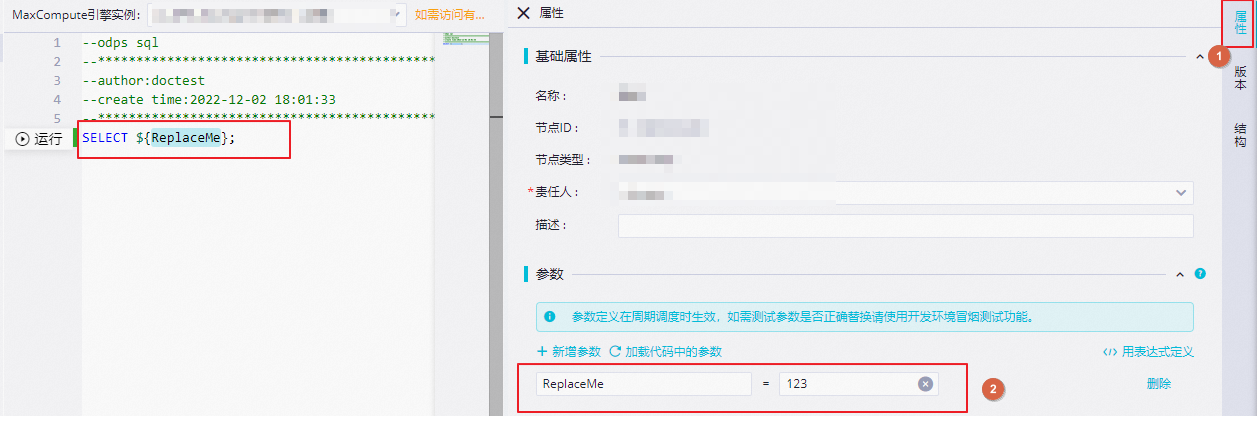 MaxCompute引擎实例：
如需访问有...
1 --odps sql
2 --********************************************
3 --author:doctest
4 --create time:2022-12-02 18:01:33
5 --********************************************
运行 SELECT ${ReplaceMe};
属性
基础属性
名称：
节点ID：
节点类型：
*责任人：
描述：
参数
参数定义在周期调度时生效，如需测试参数是否正确替换请使用开发环境冒烟测试功能。
新增参数 加载代码中的参数 </> 用表达式定义
ReplaceMe = 123 删除
2
属性
1
版本
结构